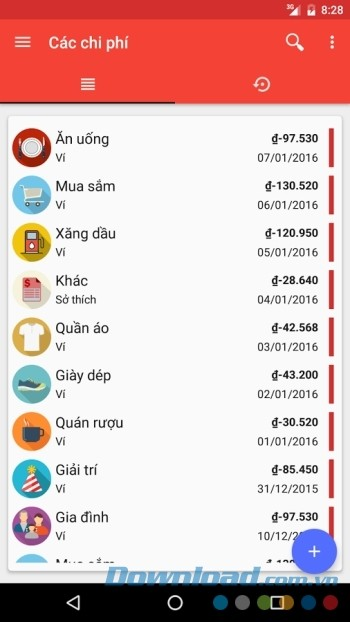 3G 8:28
Các chi phí
Ăn uống ₫-97.530
Ví 07/01/2016
Mua sắm ₫-130.520
Ví 06/01/2016
Xăng dầu ₫-120.950
Ví 05/01/2016
Khác ₫-28.640
Sở thích 04/01/2016
Quần áo ₫-42.568
Ví 03/01/2016
Giày dép ₫-43.200
Ví 02/01/2016
Quán rượu ₫-30.520
Ví 01/01/2016
Giải trí ₫-85.450
Ví 31/12/2015
Gia đình ₫-97.530
Ví 10/12/
Mua sắm
Download.com.vn